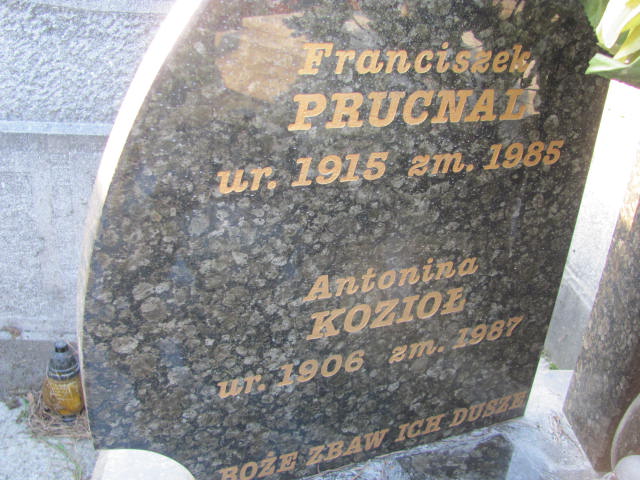 Franciszek
PRUCNAL
ur. 1915 zm. 1985
Antonina
KOZIOŁ
ur. 1906 zm. 1987
BOŻE ZBAW ICH DUSZE